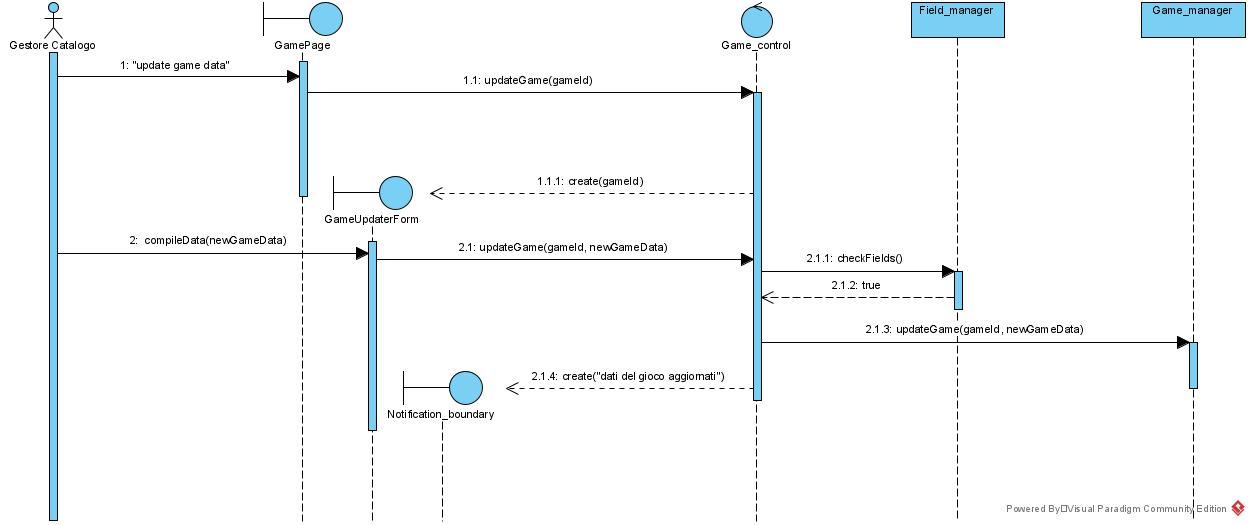 Field_manager
Game_manager
Gestore Catalogo
GamePage
Game_control
1: "update game data"
1.1: updateGame(gameId)
1.1.1: create(gameId)
GameUpdaterForm
2: compileData(newGameData)
2.1: updateGame(gameId, newGameData)
2.1.1: checkFields()
2.1.2: true
2.1.3: updateGame(gameId, newGameData)
2.1.4: create("dati del gioco aggiornati")
Notification_boundary
Powered By Visual Paradigm Community Edition